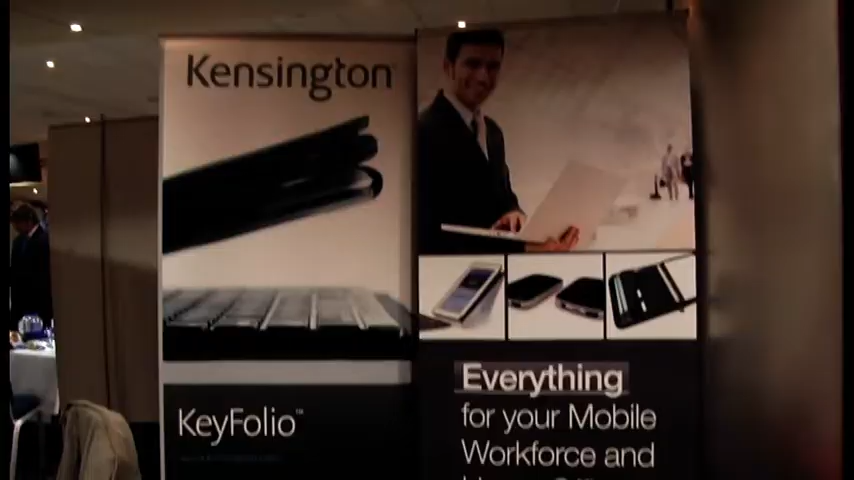 Kensington
KeyFolio™
Everything
for your Mobile
Workforce and